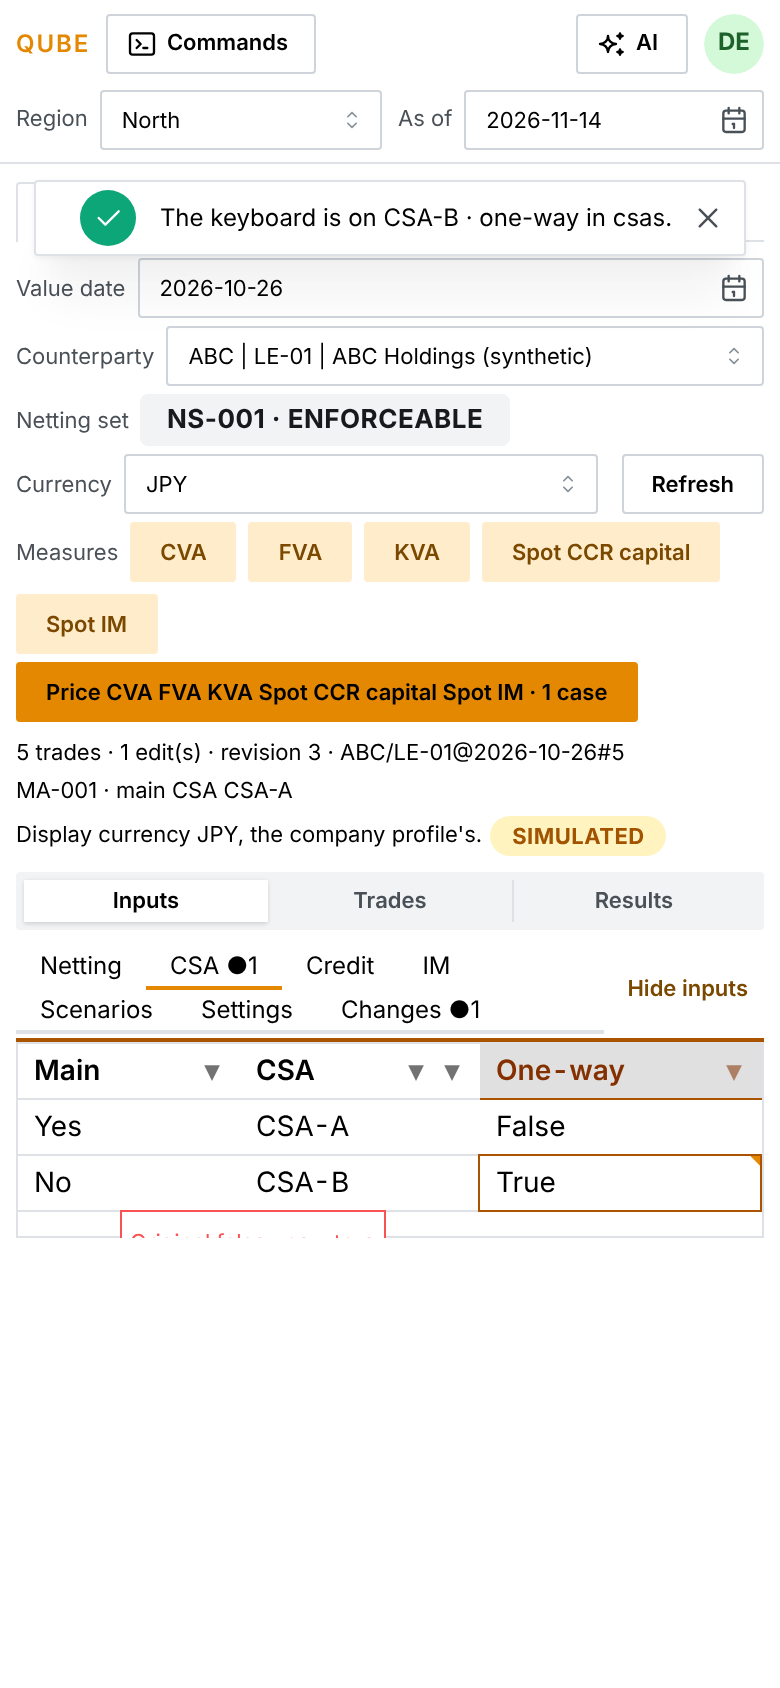 QUBE Commands AI DE
Region North As of 2026-11-14
The keyboard is on CSA-B · one-way in csas.
Value date 2026-10-26
Counterparty ABC | LE-01 | ABC Holdings (synthetic)
Netting set NS-001 · ENFORCEABLE
Currency JPY Refresh
Measures CVA FVA KVA Spot CCR capital
Spot IM
Price CVA FVA KVA Spot CCR capital Spot IM · 1 case
5 trades · 1 edit(s) · revision 3 · ABC/LE-01@2026-10-26#5
MA-001 · main CSA CSA-A
Display currency JPY, the company profile's. SIMULATED
Inputs Trades Results
Netting CSA ●1 Credit IM
Hide inputs
Scenarios Settings Changes ●1
Main CSA One-way
Yes CSA-A False
No CSA-B True